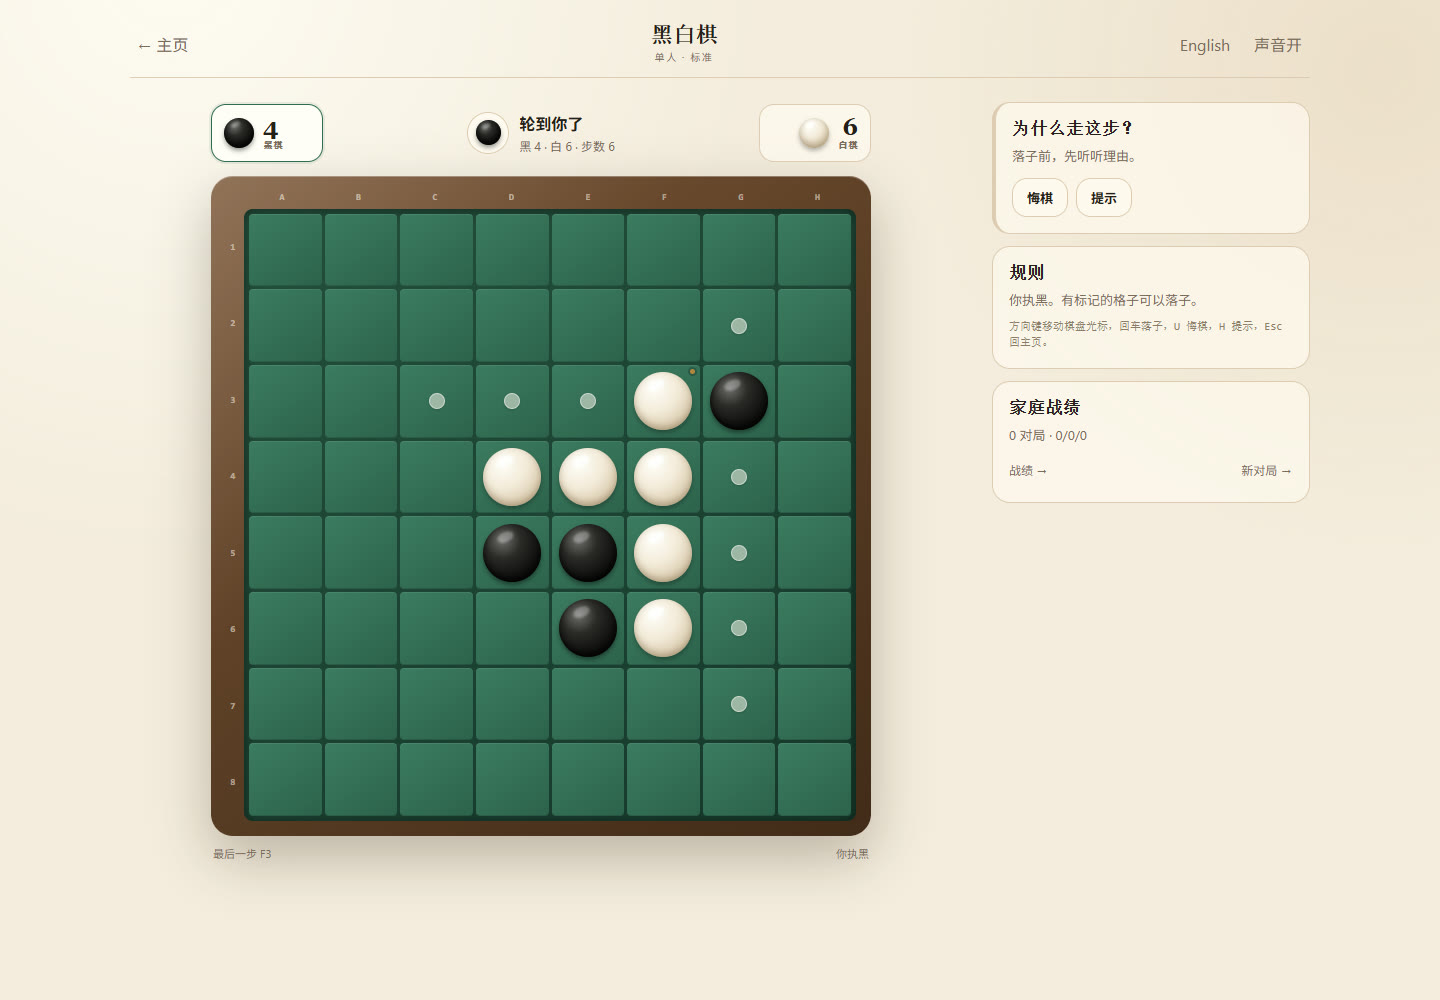 ← 主页
黑白棋
单人 · 标准
English
声音开
4
黑棋
轮到你了
黑 4 · 白 6 · 步数 6
6
白棋
A B C D E F G H
1
2
3
4
5
6
7
8
最后一步 F3
你执黑
为什么走这步？
落子前，先听听理由。
悔棋
提示
规则
你执黑。有标记的格子可以落子。
方向键移动棋盘光标，回车落子，U 悔棋，H 提示，Esc
回主页。
家庭战绩
0 对局 · 0/0/0
战绩 →
新对局 →